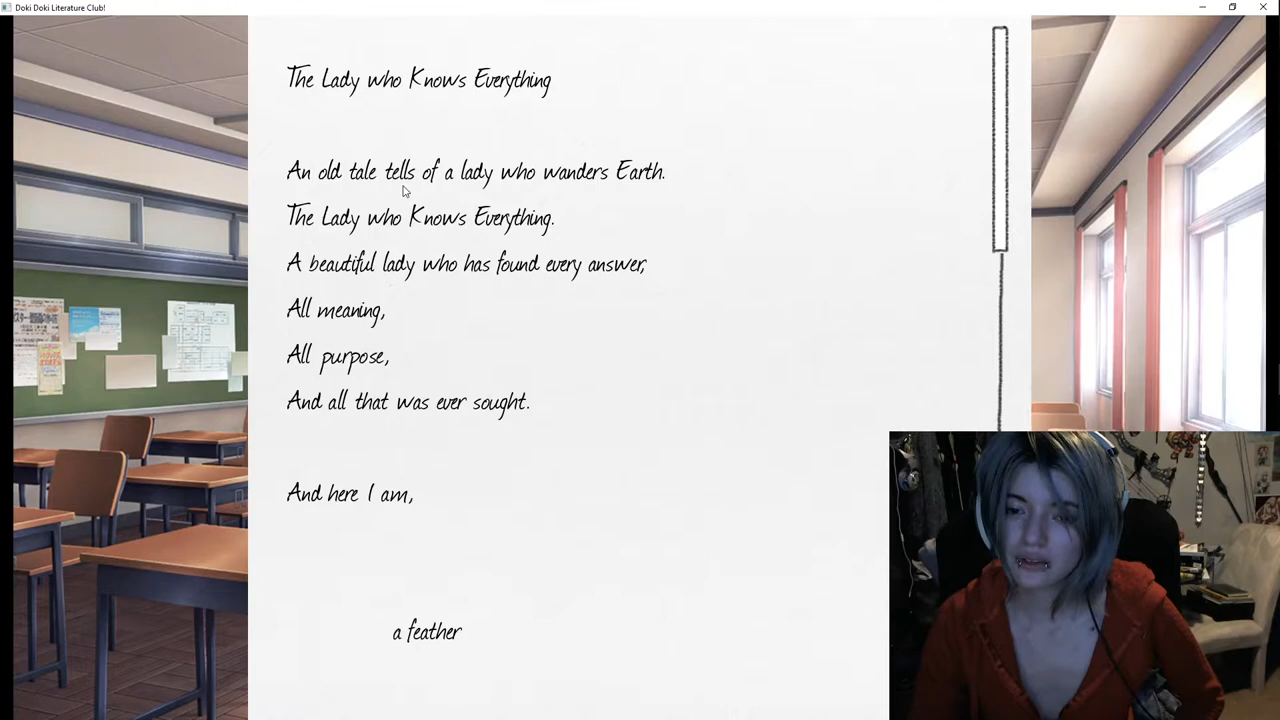 Doki Doki Literature Club!
The Lady who Knows Everything
An old tale tells of a lady who wanders Earth.
The Lady who Knows Everything.
A beautiful lady who has found every answer,
All meaning,
All purpose,
And all that was ever sought.
And here I am,
a feather